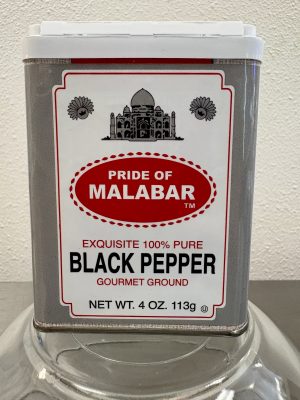 PRIDE OF
MALABAR
TM
EXQUISITE 100% PURE
BLACK PEPPER
GOURMET GROUND
NET WT. 4 OZ. 113g Ⓤ